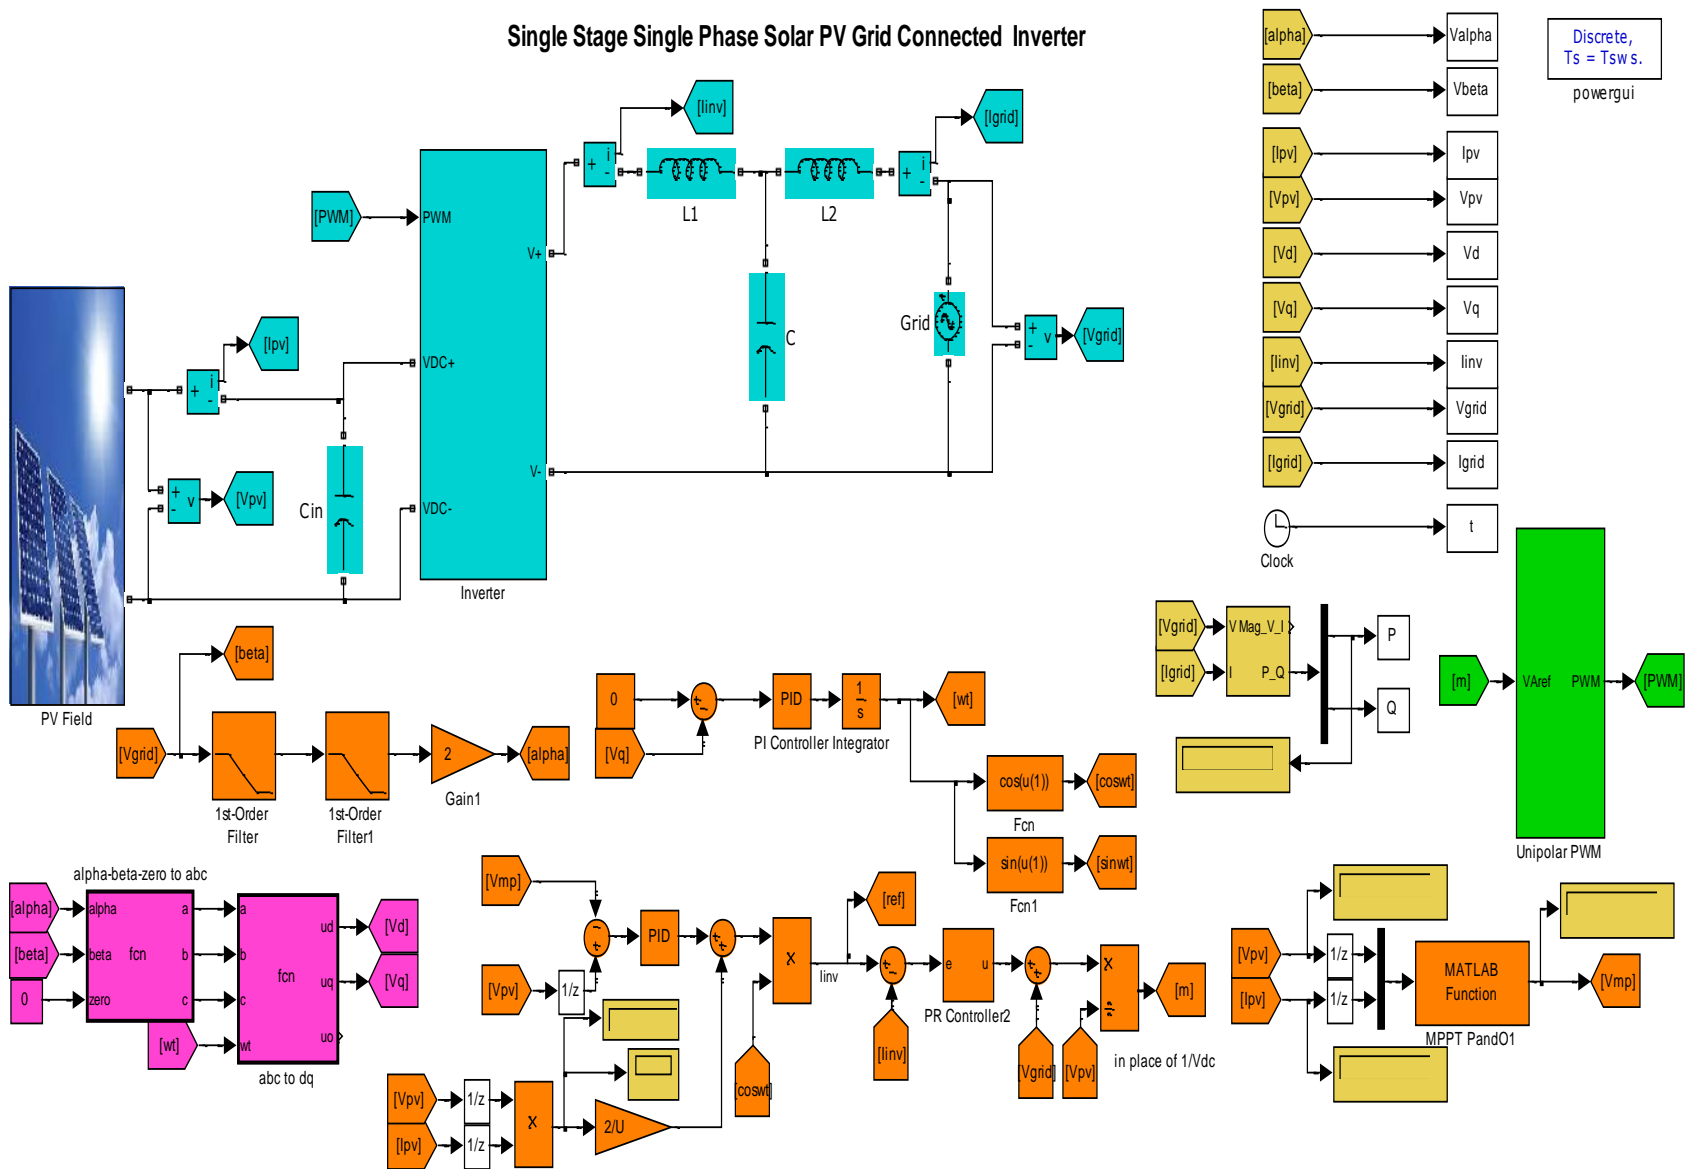 Single Stage Single Phase Solar PV Grid Connected Inverter
[alpha]
Valpha
[beta]
Vbeta
[Ipv]
Ipv
[Vpv]
Vpv
[Vd]
Vd
[Vq]
Vq
[Iinv]
Iinv
[Vgrid]
Vgrid
[Igrid]
Igrid
Clock
t
Discrete,
Ts = Tsws.
powergui
[Iinv]
[Igrid]
+
i
-
L1
L2
+
i
-
[PWM]
PWM
V+
V-
VDC+
VDC-
Inverter
C
Grid
+
-
v
[Vgrid]
[Ipv]
+
i
-
+
-
v
[Vpv]
Cin
PV Field
[beta]
[Vgrid]
1st-Order
Filter
1st-Order
Filter1
2
Gain1
[alpha]
0
[Vq]
+
-
PID
PI Controller
1
s
Integrator
[wt]
cos(u(1))
Fcn
[coswt]
sin(u(1))
Fcn1
[sinwt]
[Vgrid]
[Igrid]
V
I
Mag_V_I
P_Q
P
Q
[m]
VAref
PWM
[PWM]
Unipolar PWM
alpha-beta-zero to abc
[alpha]
[beta]
0
alpha
beta
zero
fcn
a
b
c
a
b
c
wt
fcn
ud
uq
uo
[Vd]
[Vq]
[wt]
abc to dq
[Vmp]
[Vpv]
1/z
-
+
PID
+
+
X
Iinv
[ref]
+
-
[Iinv]
e
u
PR Controller2
+
+
[Vgrid]
[Vpv]
X
÷
[m]
in place of 1/Vdc
[coswt]
[Vpv]
1/z
[Ipv]
1/z
X
2/U
[Vpv]
1/z
[Ipv]
1/z
MATLAB
Function
MPPT PandO1
[Vmp]